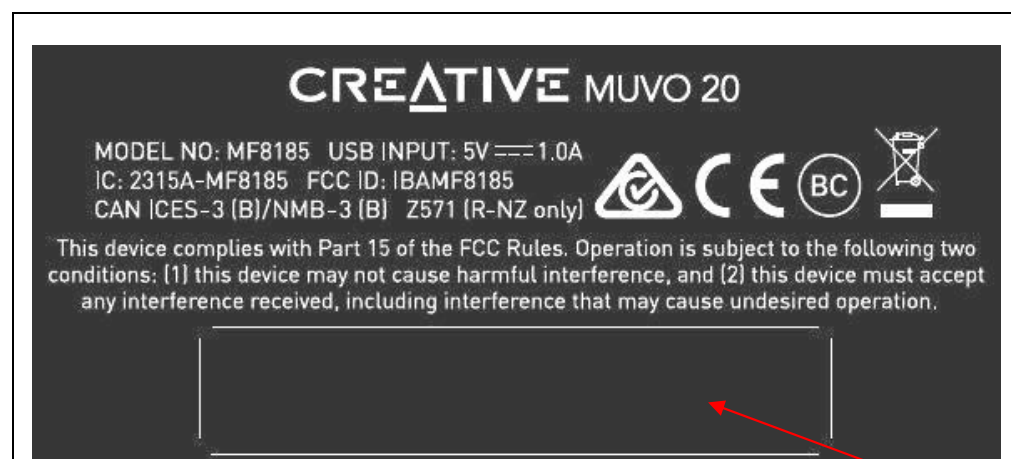 CREATIVE MUVO 20
MODEL NO: MF8185 USB INPUT: 5V ⎓ 1.0A
IC: 2315A-MF8185 FCC ID: IBAMF8185
CAN ICES-3 (B)/NMB-3 (B) Z571 (R-NZ only)
BC
This device complies with Part 15 of the FCC Rules. Operation is subject to the following two
conditions: (1) this device may not cause harmful interference, and (2) this device must accept
any interference received, including interference that may cause undesired operation.